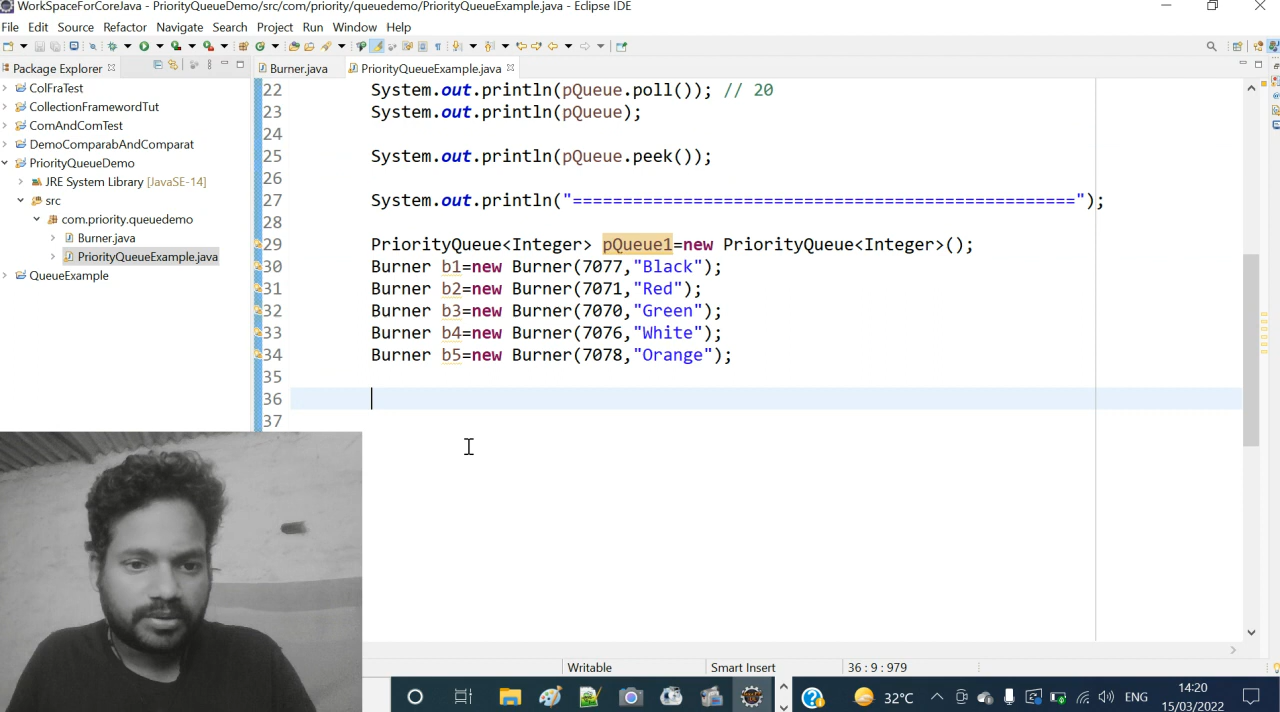 WorkSpaceForCoreJava - PriorityQueueDemo/src/com/priority/queuedemo/PriorityQueueExample.java - Eclipse IDE
File Edit Source Refactor Navigate Search Project Run Window Help
Package Explorer
Burner.java
PriorityQueueExample.java
ColFraTest
CollectionFramewordTut
ComAndComTest
DemoComparabAndComparat
PriorityQueueDemo
JRE System Library [JavaSE-14]
src
com.priority.queuedemo
Burner.java
PriorityQueueExample.java
QueueExample
22 System.out.println(pQueue.poll()); // 20
23 System.out.println(pQueue);
24
25 System.out.println(pQueue.peek());
26
27 System.out.println("==================================================");
28
29 PriorityQueue<Integer> pQueue1=new PriorityQueue<Integer>();
30 Burner b1=new Burner(7077,"Black");
31 Burner b2=new Burner(7071,"Red");
32 Burner b3=new Burner(7070,"Green");
33 Burner b4=new Burner(7076,"White");
34 Burner b5=new Burner(7078,"Orange");
35
36
37
Writable Smart Insert 36 : 9 : 979
32°C ENG 14:20
15/03/2022